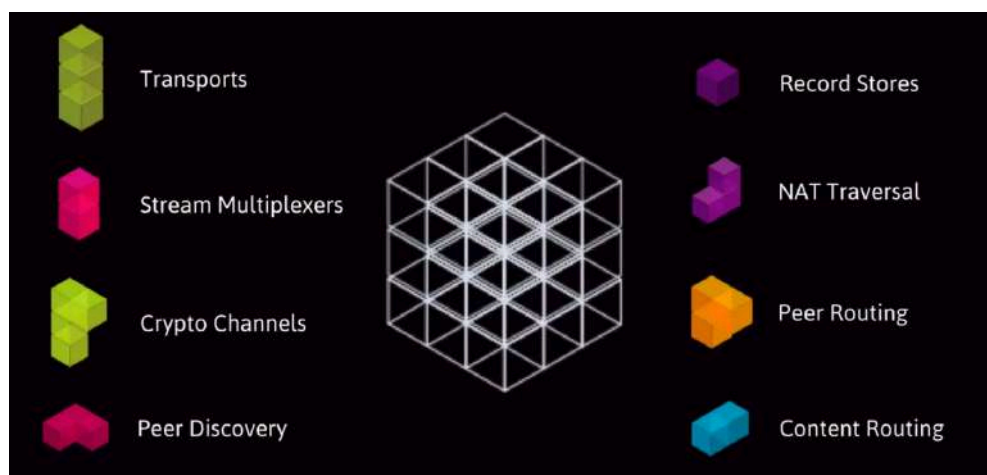 Transports
Stream Multiplexers
Crypto Channels
Peer Discovery
Record Stores
NAT Traversal
Peer Routing
Content Routing